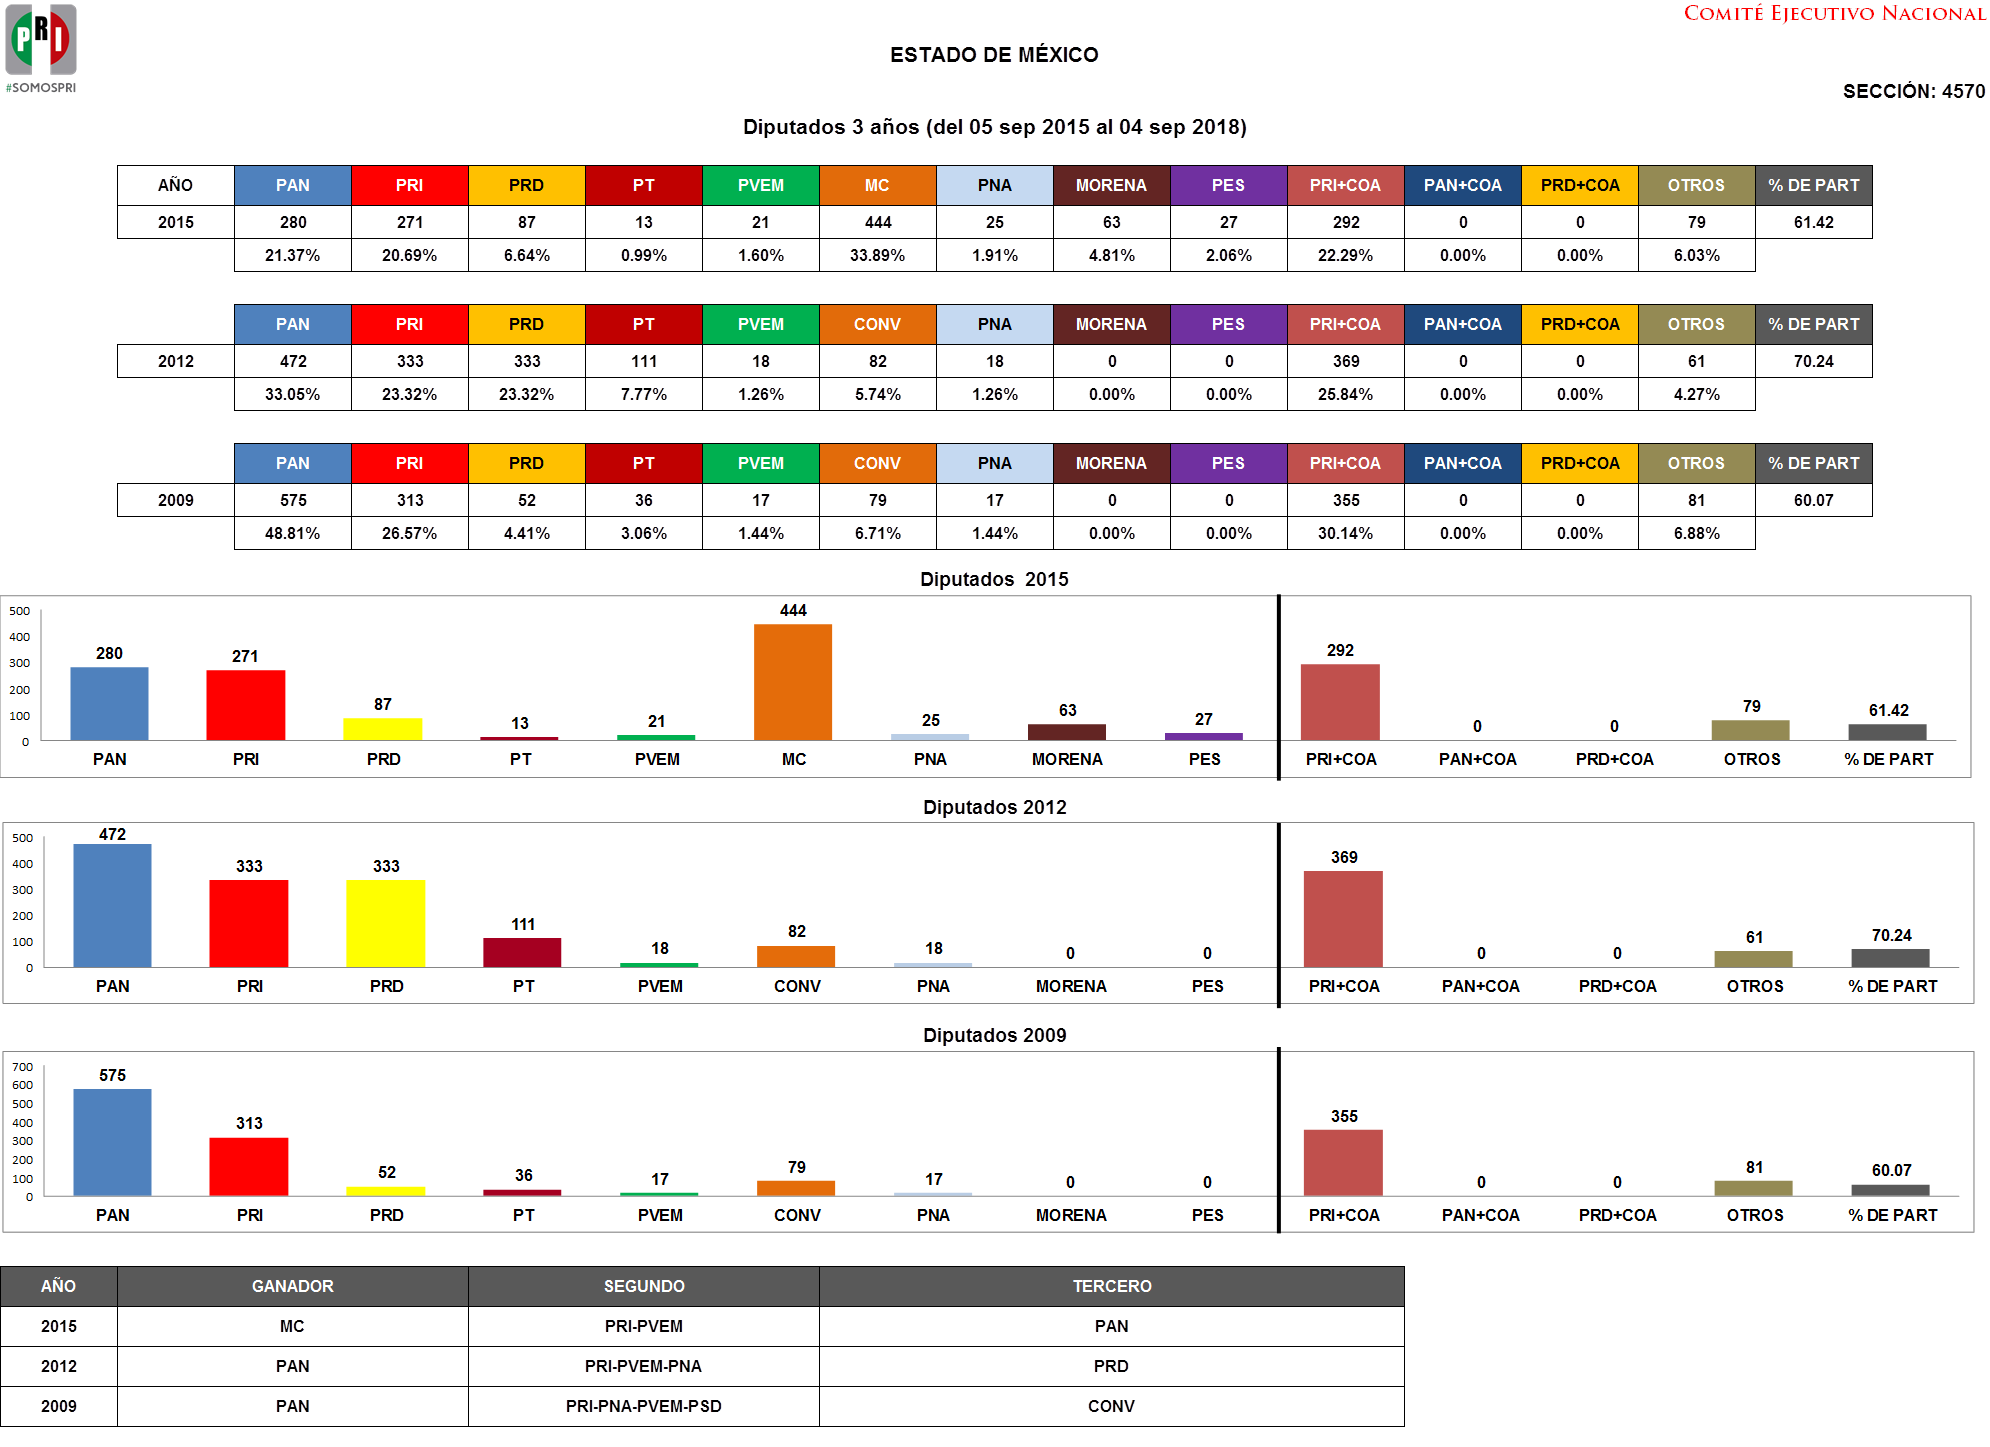 PRI
#SOMOSPRI
COMITÉ EJECUTIVO NACIONAL
ESTADO DE MÉXICO
SECCIÓN: 4570
Diputados 3 años (del 05 sep 2015 al 04 sep 2018)
AÑO PAN PRI PRD PT PVEM MC PNA MORENA PES PRI+COA PAN+COA PRD+COA OTROS % DE PART
2015 280 271 87 13 21 444 25 63 27 292 0 0 79 61.42
21.37% 20.69% 6.64% 0.99% 1.60% 33.89% 1.91% 4.81% 2.06% 22.29% 0.00% 0.00% 6.03%
PAN PRI PRD PT PVEM CONV PNA MORENA PES PRI+COA PAN+COA PRD+COA OTROS % DE PART
2012 472 333 333 111 18 82 18 0 0 369 0 0 61 70.24
33.05% 23.32% 23.32% 7.77% 1.26% 5.74% 1.26% 0.00% 0.00% 25.84% 0.00% 0.00% 4.27%
PAN PRI PRD PT PVEM CONV PNA MORENA PES PRI+COA PAN+COA PRD+COA OTROS % DE PART
2009 575 313 52 36 17 79 17 0 0 355 0 0 81 60.07
48.81% 26.57% 4.41% 3.06% 1.44% 6.71% 1.44% 0.00% 0.00% 30.14% 0.00% 0.00% 6.88%
Diputados 2015
500
400
300
200
100
0
280 271 87 13 21 444 25 63 27 292 0 0 79 61.42
PAN PRI PRD PT PVEM MC PNA MORENA PES PRI+COA PAN+COA PRD+COA OTROS % DE PART
Diputados 2012
500
400
300
200
100
0
472 333 333 111 18 82 18 0 0 369 0 0 61 70.24
PAN PRI PRD PT PVEM CONV PNA MORENA PES PRI+COA PAN+COA PRD+COA OTROS % DE PART
Diputados 2009
700
600
500
400
300
200
100
0
575 313 52 36 17 79 17 0 0 355 0 0 81 60.07
PAN PRI PRD PT PVEM CONV PNA MORENA PES PRI+COA PAN+COA PRD+COA OTROS % DE PART
AÑO GANADOR SEGUNDO TERCERO
2015 MC PRI-PVEM PAN
2012 PAN PRI-PVEM-PNA PRD
2009 PAN PRI-PNA-PVEM-PSD CONV